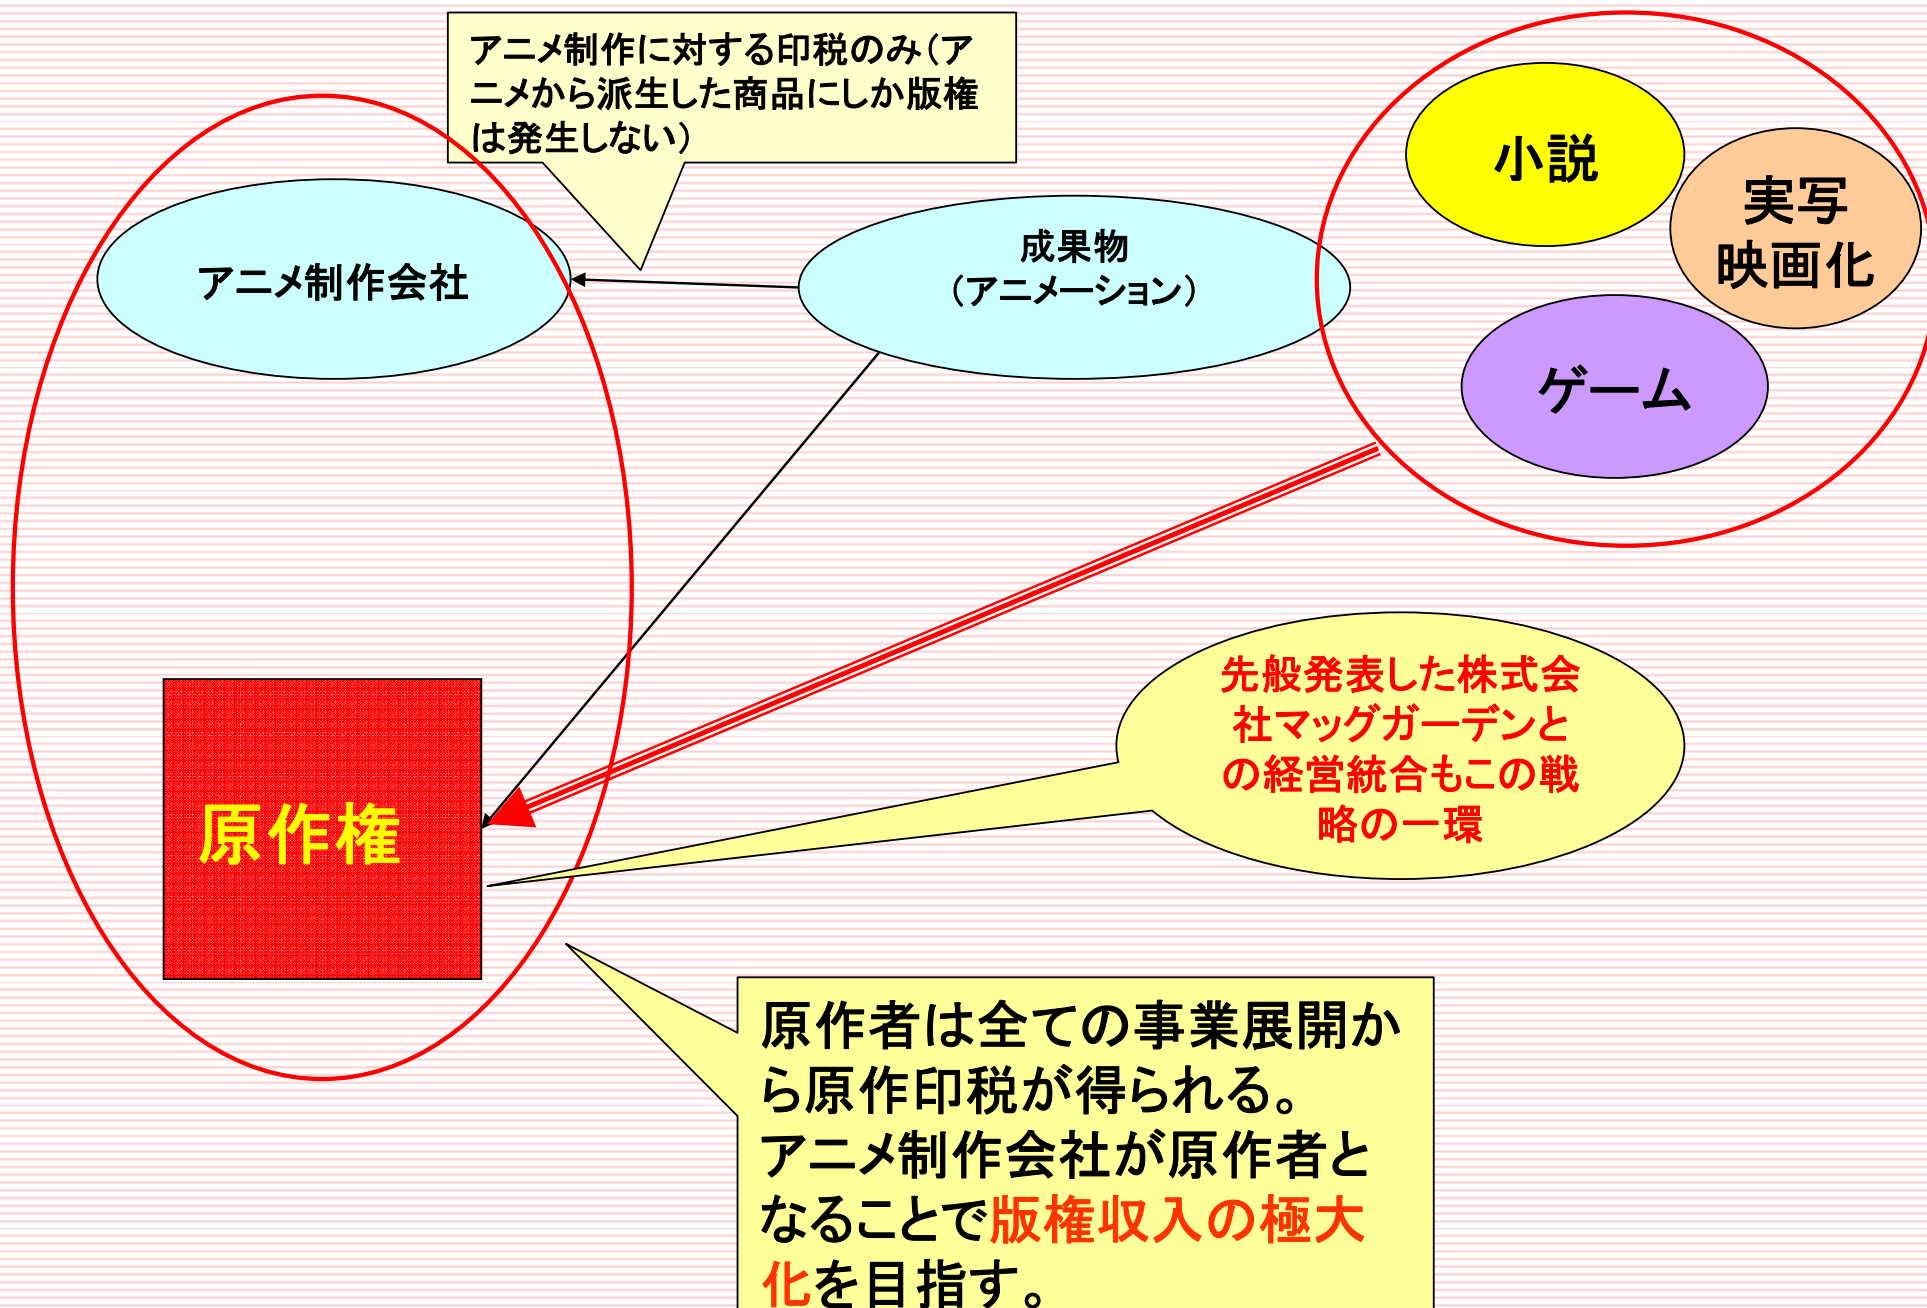 アニメ制作に対する印税のみ（ア
ニメから派生した商品にしか版権
は発生しない）
小説
実写
映画化
アニメ制作会社
成果物
（アニメーション）
ゲーム
先般発表した株式会
社マッグガーデンと
の経営統合もこの戦
略の一環
原作権
原作者は全ての事業展開か
ら原作印税が得られる。
アニメ制作会社が原作者と
なることで版権収入の極大
化を目指す。